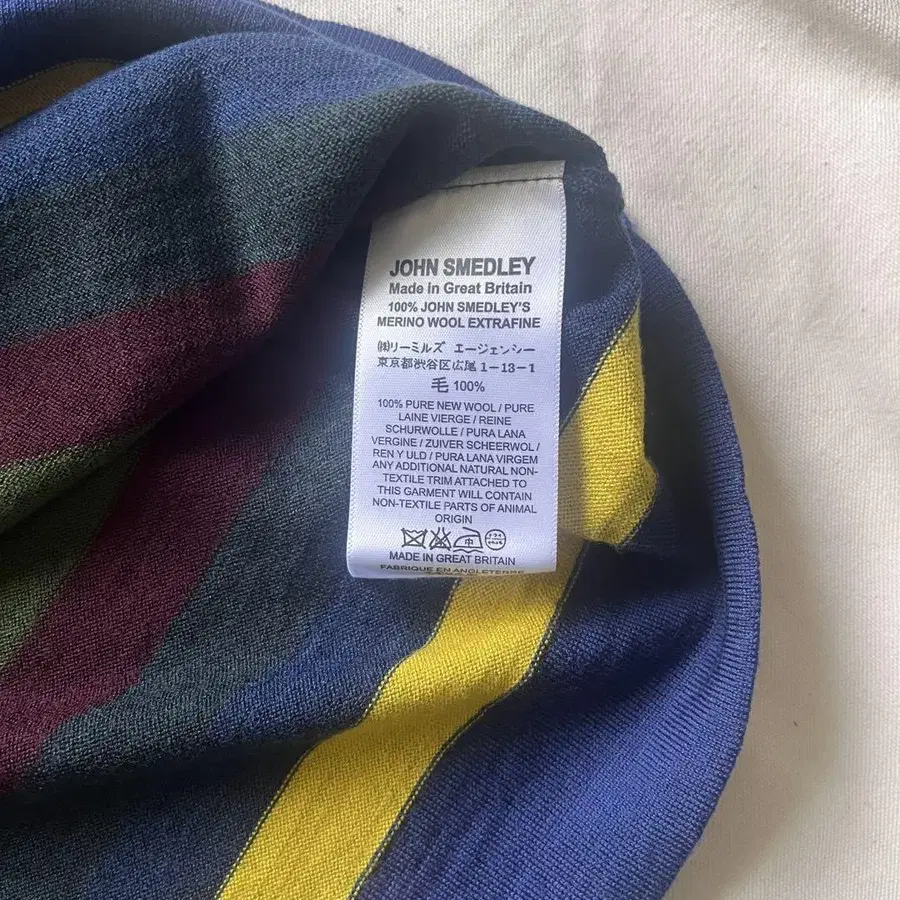 JOHN SMEDLEY
Made in Great Britain
100% JOHN SMEDLEY'S
MERINO WOOL EXTRAFINE
㈱リーミルズ エージェンシー
東京都渋谷区広尾1-13-1
毛 100%
100% PURE NEW WOOL / PURE
LAINE VIERGE / REINE
SCHURWOLLE / PURA LANA
VERGINE / ZUIVER SCHEERWOL /
REN Y ULD / PURA LANA VIRGEM
ANY ADDITIONAL NATURAL NON-
TEXTILE TRIM ATTACHED TO
THIS GARMENT WILL CONTAIN
NON-TEXTILE PARTS OF ANIMAL
ORIGIN
MADE IN GREAT BRITAIN
FABRIQUE EN ANGLETERRE